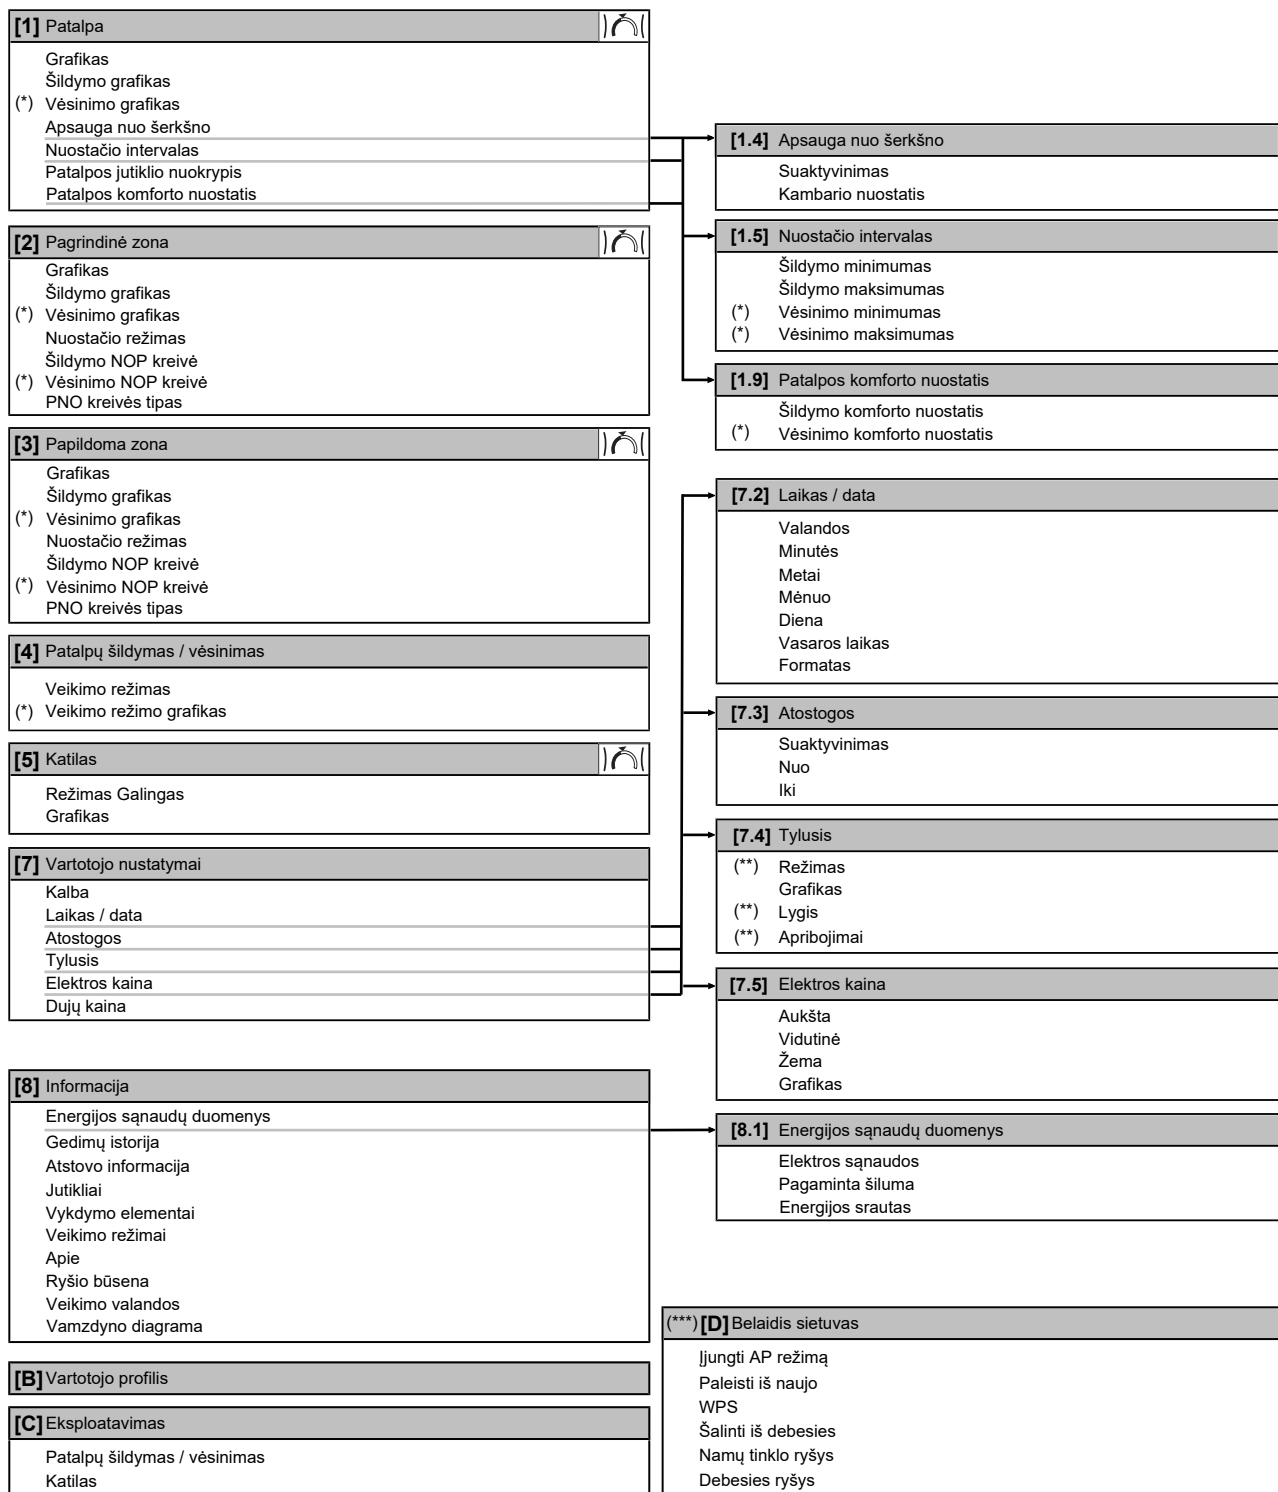 [1] Patalpa
Grafikas
Šildymo grafikas
(*) Vėsinimo grafikas
Apsauga nuo šerkšno
Nuostačio intervalas
Patalpos jutiklio nuokrypis
Patalpos komforto nuostatis
[2] Pagrindinė zona
Grafikas
Šildymo grafikas
(*) Vėsinimo grafikas
Nuostačio režimas
Šildymo NOP kreivė
(*) Vėsinimo NOP kreivė
PNO kreivės tipas
[3] Papildoma zona
Grafikas
Šildymo grafikas
(*) Vėsinimo grafikas
Nuostačio režimas
Šildymo NOP kreivė
(*) Vėsinimo NOP kreivė
PNO kreivės tipas
[4] Patalpų šildymas / vėsinimas
Veikimo režimas
(*) Veikimo režimo grafikas
[5] Katilas
Režimas Galingas
Grafikas
[7] Vartotojo nustatymai
Kalba
Laikas / data
Atostogos
Tylusis
Elektros kaina
Dujų kaina
[8] Informacija
Energijos sąnaudų duomenys
Gedimų istorija
Atstovo informacija
Jutikliai
Vykdymo elementai
Veikimo režimai
Apie
Ryšio būsena
Veikimo valandos
Vamzdyno diagrama
[B] Vartotojo profilis
[C] Eksploatavimas
Patalpų šildymas / vėsinimas
Katilas
[1.4] Apsauga nuo šerkšno
Suaktyvinimas
Kambario nuostatis
[1.5] Nuostačio intervalas
Šildymo minimumas
Šildymo maksimumas
(*) Vėsinimo minimumas
(*) Vėsinimo maksimumas
[1.9] Patalpos komforto nuostatis
Šildymo komforto nuostatis
(*) Vėsinimo komforto nuostatis
[7.2] Laikas / data
Valandos
Minutės
Metai
Mėnuo
Diena
Vasaros laikas
Formatas
[7.3] Atostogos
Suaktyvinimas
Nuo
Iki
[7.4] Tylusis
(**) Režimas
Grafikas
(**) Lygis
(**) Apribojimai
[7.5] Elektros kaina
Aukšta
Vidutinė
Žema
Grafikas
[8.1] Energijos sąnaudų duomenys
Elektros sąnaudos
Pagaminta šiluma
Energijos srautas
(***) [D] Belaidis sietuvas
Įjungti AP režimą
Paleisti iš naujo
WPS
Šalinti iš debesies
Namų tinklo ryšys
Debesies ryšys